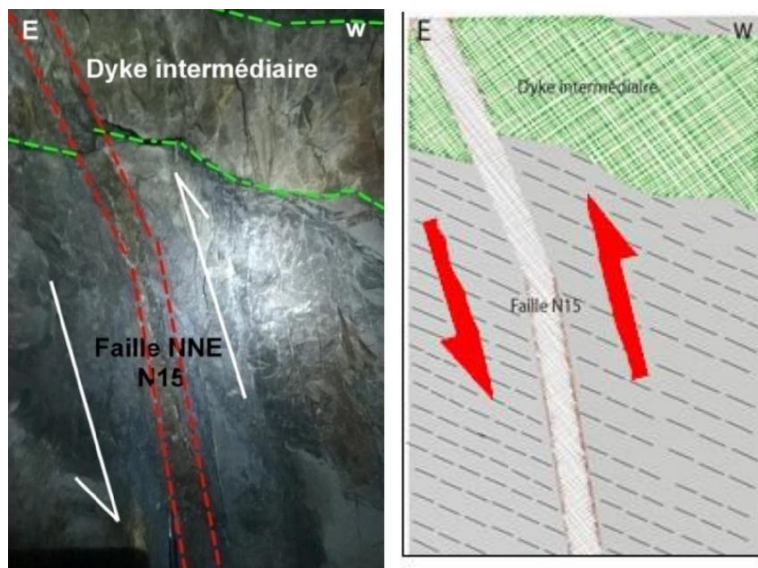 E
W
Dyke intermédiaire
Faille NNE
N15
E
W
Dyke intermédiaire
Faille N15